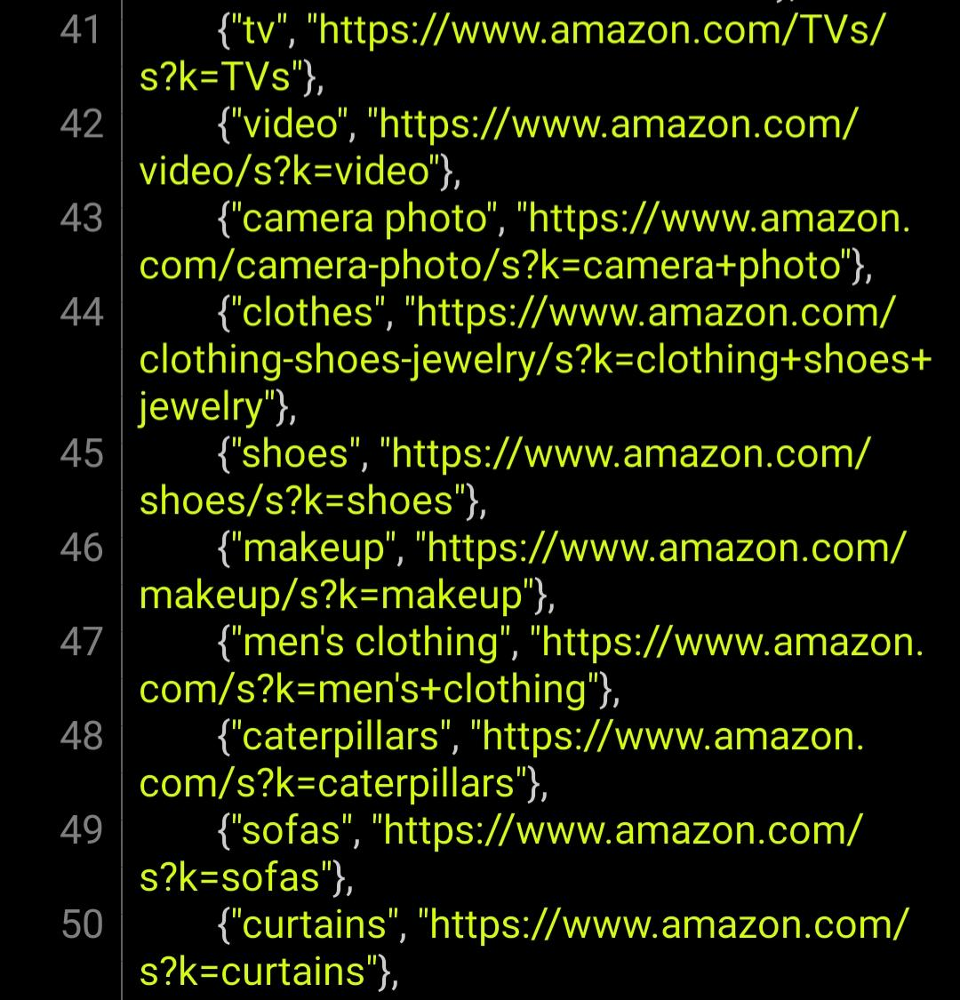 41 {"tv", "https://www.amazon.com/TVs/
s?k=TVs"},
42 {"video", "https://www.amazon.com/
video/s?k=video"},
43 {"camera photo", "https://www.amazon.
com/camera-photo/s?k=camera+photo"},
44 {"clothes", "https://www.amazon.com/
clothing-shoes-jewelry/s?k=clothing+shoes+
jewelry"},
45 {"shoes", "https://www.amazon.com/
shoes/s?k=shoes"},
46 {"makeup", "https://www.amazon.com/
makeup/s?k=makeup"},
47 {"men's clothing", "https://www.amazon.
com/s?k=men's+clothing"},
48 {"caterpillars", "https://www.amazon.
com/s?k=caterpillars"},
49 {"sofas", "https://www.amazon.com/
s?k=sofas"},
50 {"curtains", "https://www.amazon.com/
s?k=curtains"},